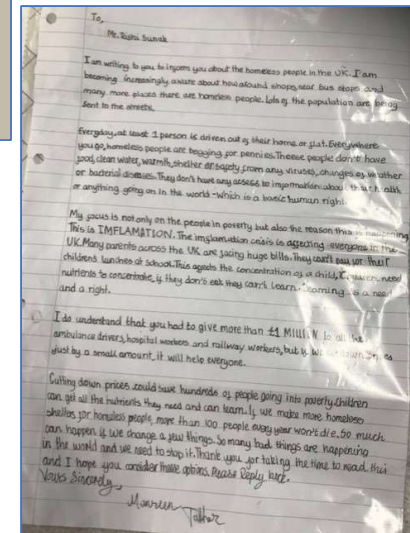 To,
Mr. Rishi Sunak
I am writing to you to inform you about the homeless people in the UK. I am
becoming increasingly aware about how around shops, near bus stops and
many more places there are homeless people. Lots of the population are being
sent to the streets.
Everyday, at least 1 person is driven out of their home or flat. Everywhere
you go, homeless people are begging for pennies. Theese people don't have
food, clean water, warmth, shelter or safety from any viruses, changes of weather
or bacterial diseases. They don't have any access to information about their health
or anything going on in the world - Which is a basic human right.
My focus is not only on the people in poverty but also the reason this is happening
This is IMFLAMATION. The imflamation crisis is affecting everyone in the
UK. Many parents across the UK are facing huge bills. They can't pay for their
childrens lunches at school. This affects the concentration of a child, need
nutrients to concentrate, if they don't eat they can't learn. Learning is a need
and a right.
I do understand that you had to give more than £1 MILLION to all the
ambulance drivers, hospital workers and railway workers, but if we prices
just by a small amount, it will help everyone.
Cutting down prices could save hundreds of people going into poverty. Children
can get all the nutrients they need and can learn. If we make more homeless
shelters for homeless people, more than 100 people every year won't die. So much
can happen if we change a few things. So many bad things are happening
in the world and we need to stop it. Thank you for taking the time to read this
and I hope you consider these options. Please Reply back.
Yours Sincerely,